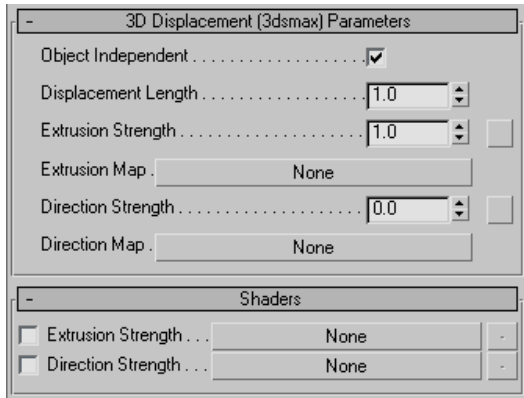 - 3D Displacement (3dsmax) Parameters
Object Independent . . . . . . . . . . . . . . . . . . .
Displacement Length . . . . . . . . . . . . . . . . . . 1.0
Extrusion Strength . . . . . . . . . . . . . . . . . . . . . 1.0
Extrusion Map . None
Direction Strength . . . . . . . . . . . . . . . . . . . . . 0.0
Direction Map . . None
- Shaders
Extrusion Strength . . . None -
Direction Strength . . . . None -